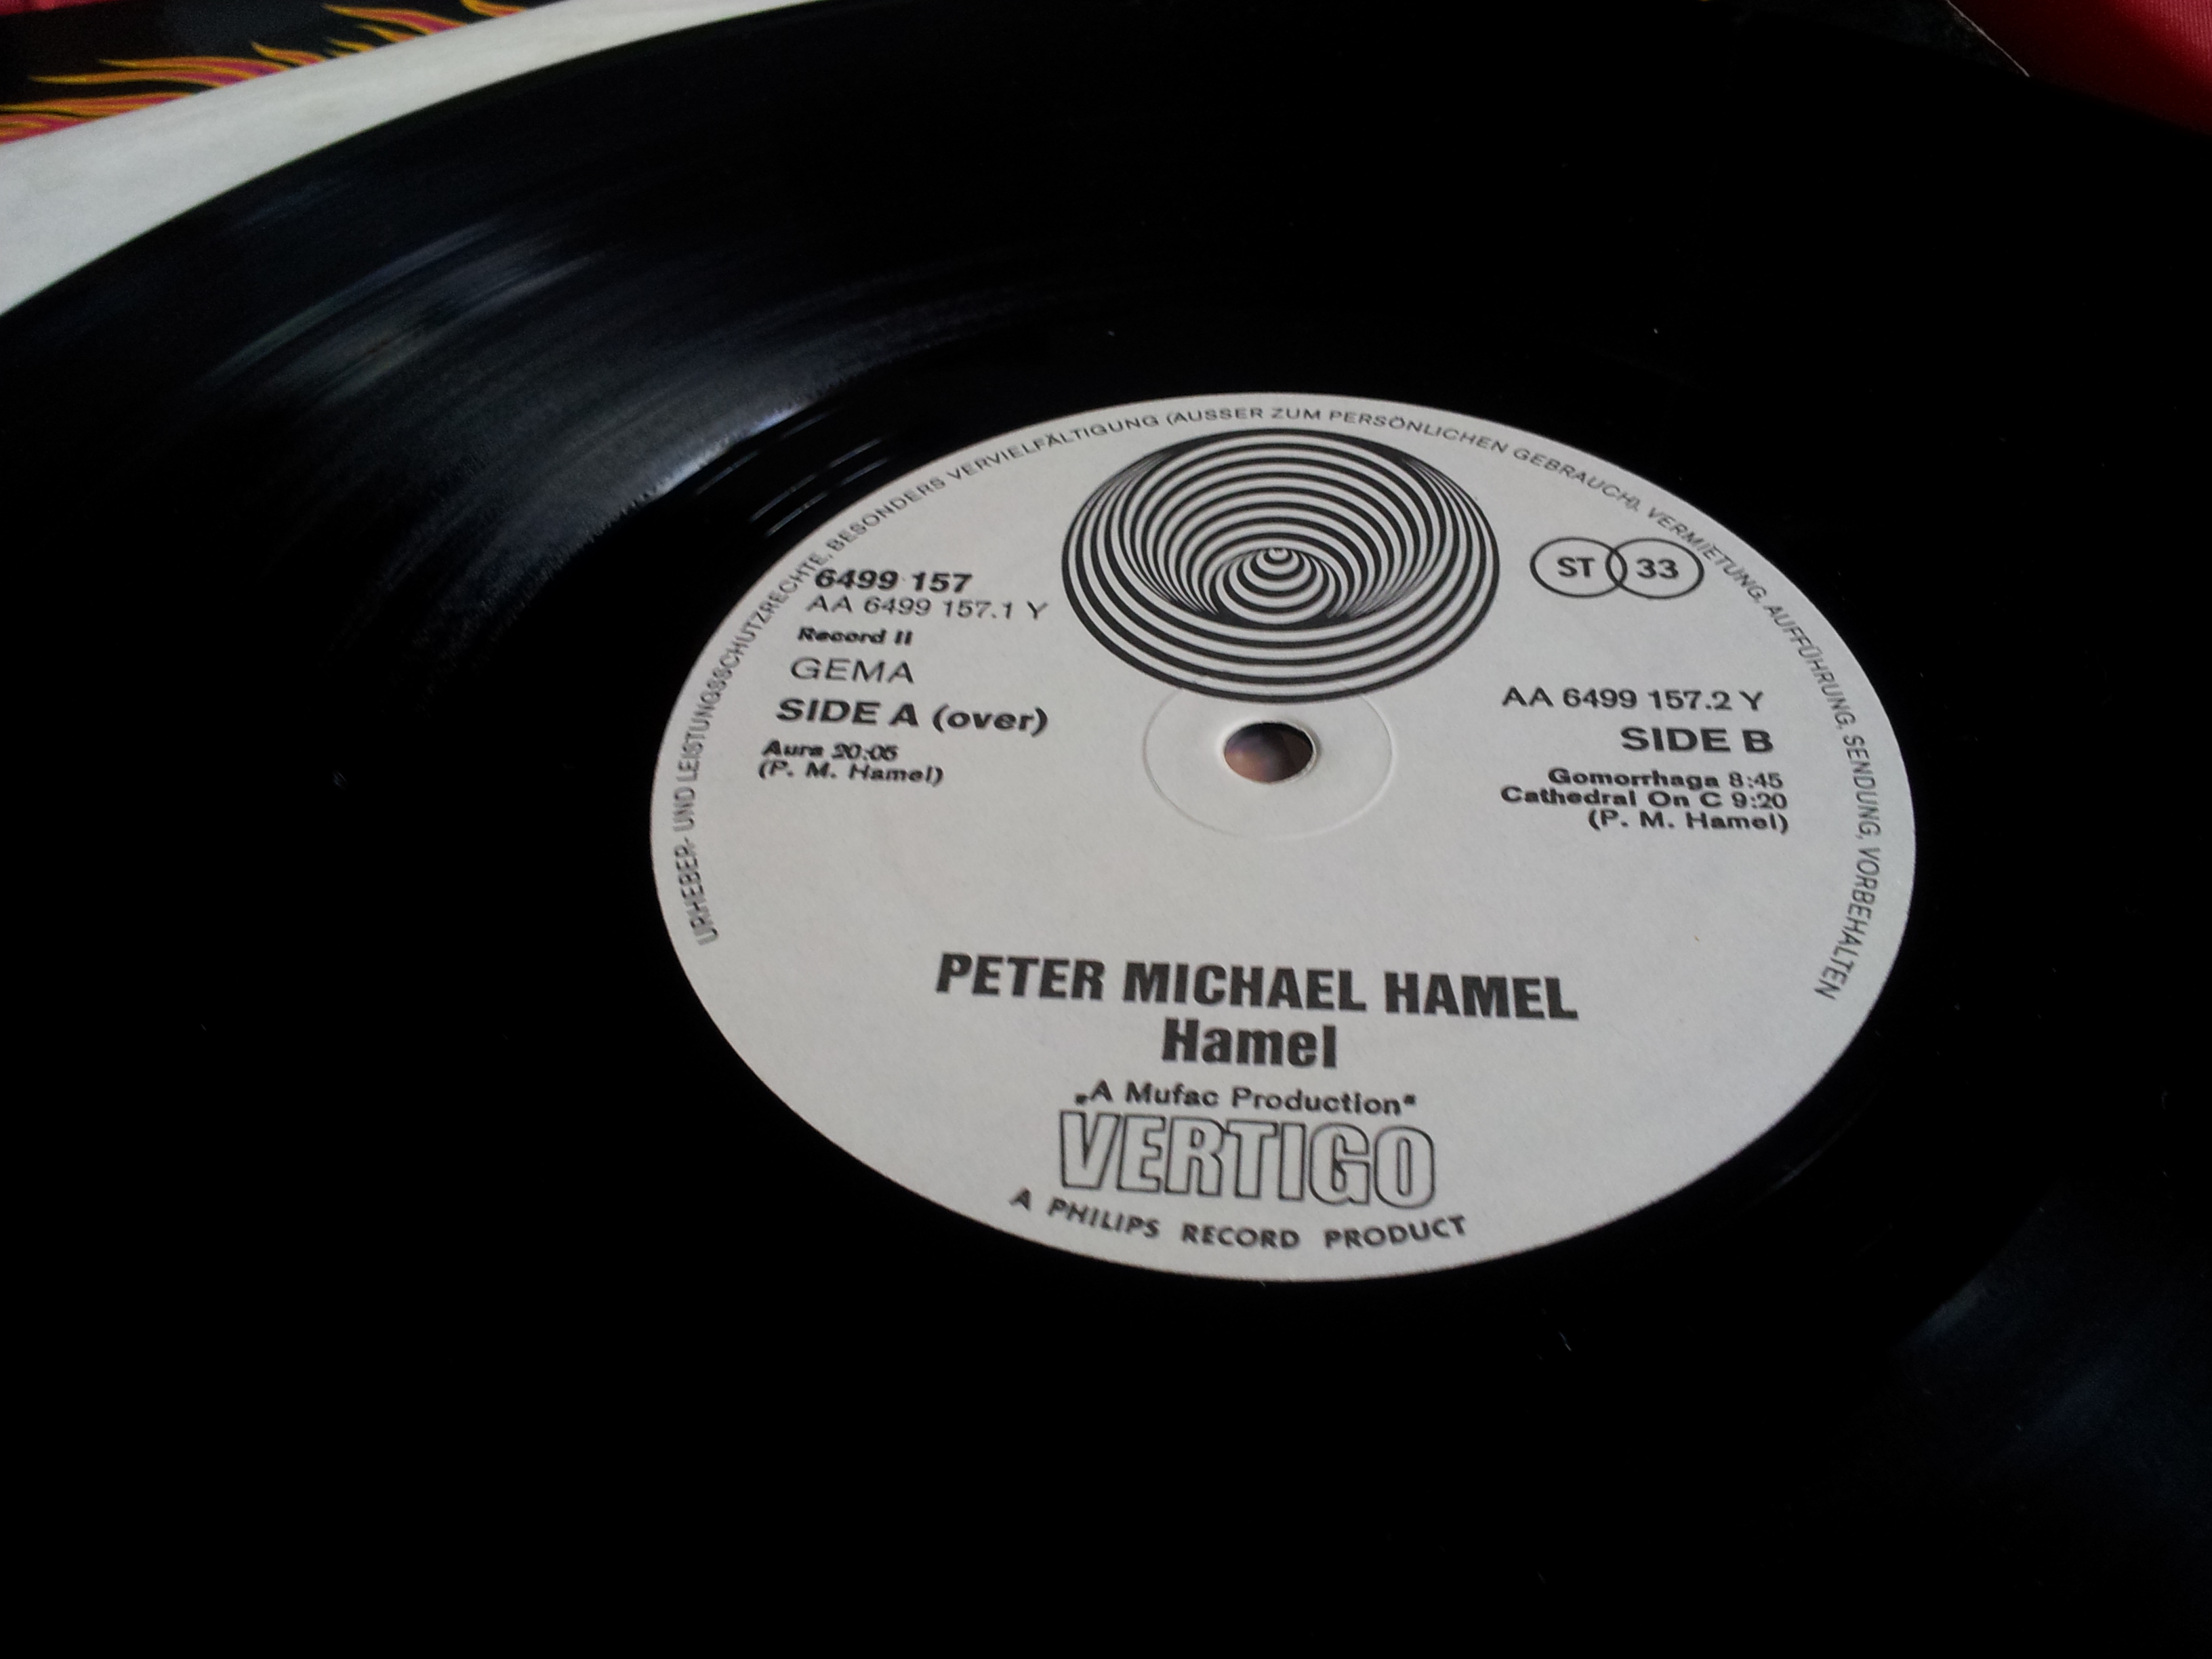 URHEBER- UND LEISTUNGSSCHUTZRECHTE, BESONDERS VERVIELFÄLTIGUNG (AUSSER ZUM PERSÖNLICHEN GEBRAUCH), VERMIETUNG, AUFFÜHRUNG, SENDUNG, VORBEHALTEN
6499 157
AA 6499 157.1 Y
Record II
GEMA
SIDE A (over)
Aura 20:05
(P. M. Hamel)
ST 33
AA 6499 157.2 Y
SIDE B
Gomorrhaga 8:45
Cathedral On C 9:20
(P. M. Hamel)
PETER MICHAEL HAMEL
Hamel
„A Mufac Production"
VERTIGO
A PHILIPS RECORD PRODUCT